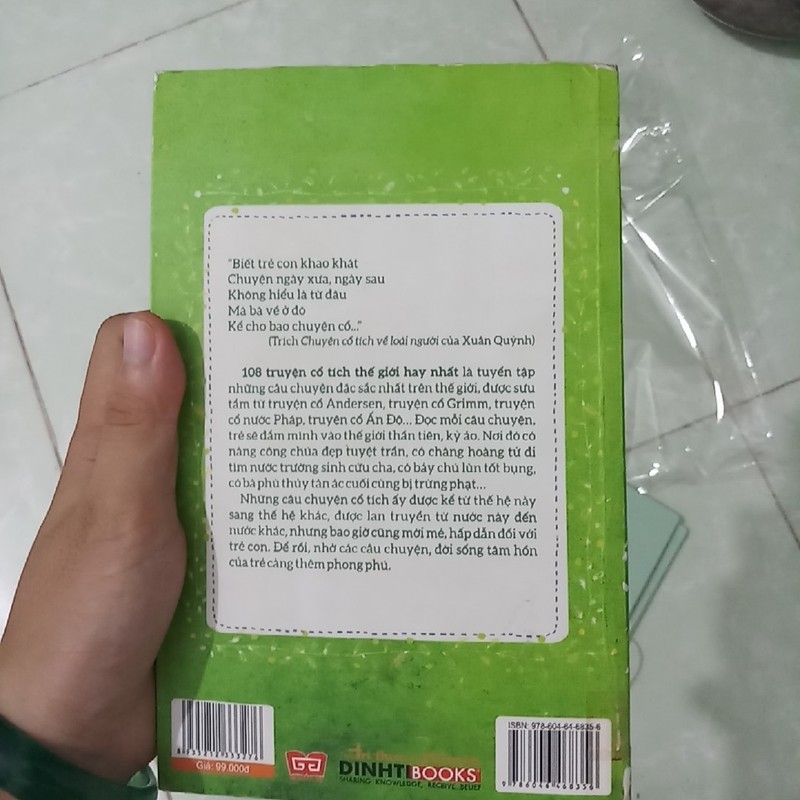 "Biết trẻ con khao khát
Chuyện ngày xưa, ngày sau
Không hiểu là từ đâu
Mà bà về ở đó
Kể cho bao chuyện cổ..."
(Trích Chuyện cổ tích về loài người của Xuân Quỳnh)
108 truyện cổ tích thế giới hay nhất là tuyển tập
những câu chuyện đặc sắc nhất trên thế giới, được sưu
tầm từ truyện cổ Andersen, truyện cổ Grimm, truyện
cổ nước Pháp, truyện cổ Ấn Độ... Đọc mỗi câu chuyện,
trẻ sẽ đắm mình vào thế giới thần tiên, kỳ ảo. Nơi đó có
nàng công chúa đẹp tuyệt trần, có chàng hoàng tử đi
tìm nước trường sinh cứu cha, có bảy chú lùn tốt bụng,
có bà phù thủy tàn ác cuối cùng bị trừng phạt...
Những câu chuyện cổ tích ấy được kể từ thế hệ này
sang thế hệ khác, được lan truyền từ nước này đến
nước khác, nhưng bao giờ cũng mới mẻ, hấp dẫn đối với
trẻ con. Để rồi, nhờ các câu chuyện, đời sống tâm hồn
của trẻ càng thêm phong phú.
Giá: 99.000đ
DINHTIBOOKS
SHARING KNOWLEDGE, RECEIVE BELIEF
ISBN: 978-604-64-6835-6
9 786046 468356